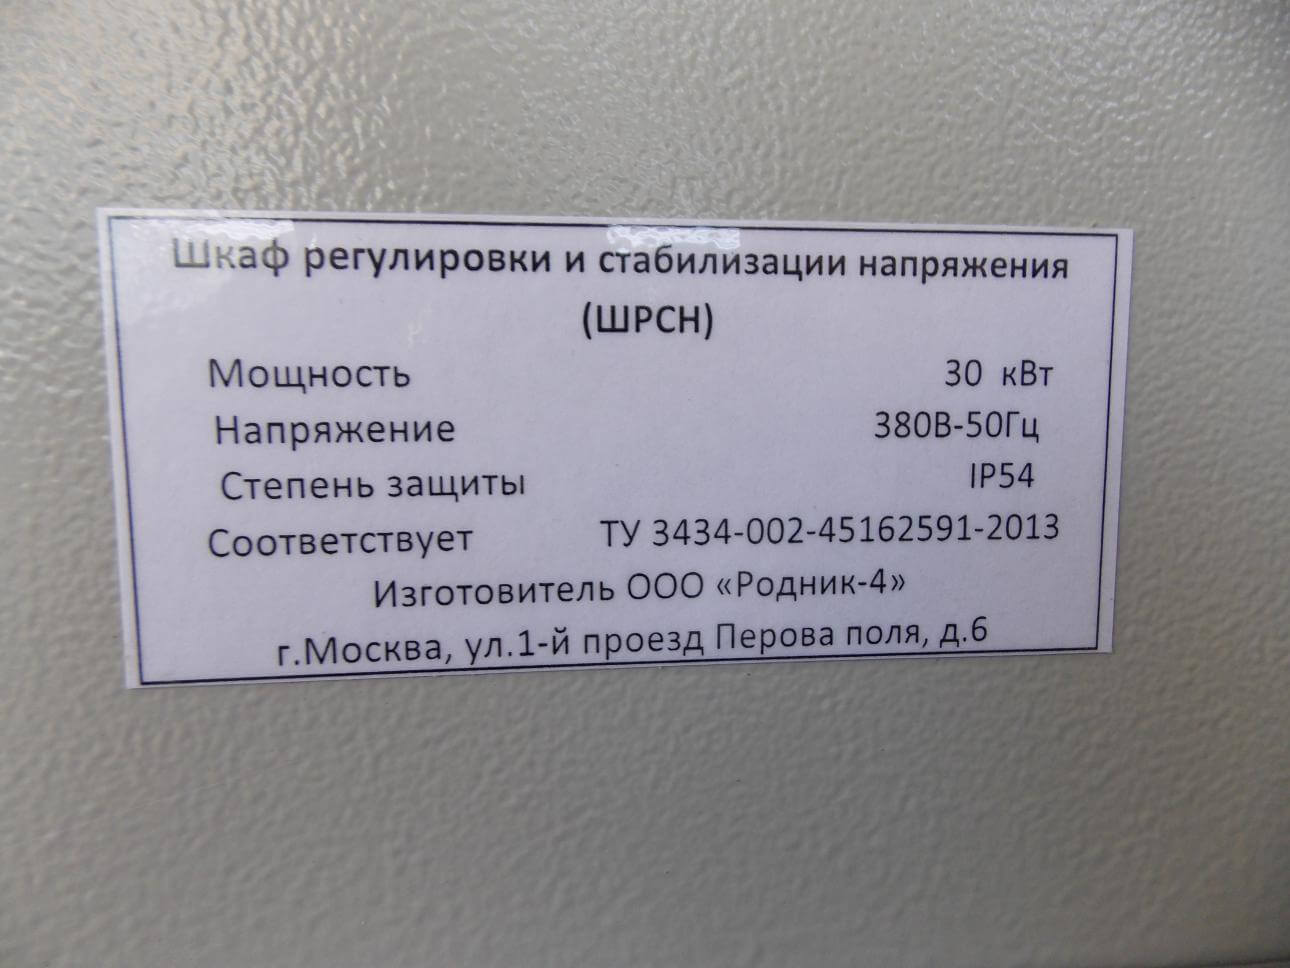 Шкаф регулировки и стабилизации напряжения
(ШРСН)
Мощность 30 кВт
Напряжение 380В-50Гц
Степень защиты IP54
Соответствует ТУ 3434-002-45162591-2013
Изготовитель ООО «Родник-4»
г.Москва, ул.1-й проезд Перова поля, д.6